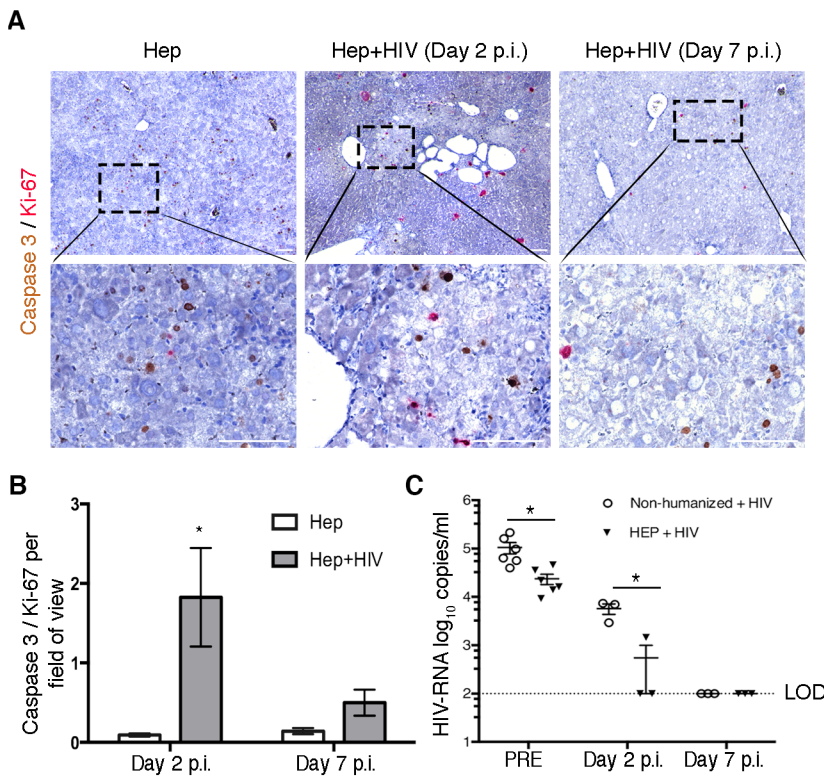 A
Hep
Hep+HIV (Day 2 p.i.)
Hep+HIV (Day 7 p.i.)
Caspase 3 / Ki-67
B
Caspase 3 / Ki-67 per
field of view
3
2
1
0
*
Hep
Hep+HIV
Day 2 p.i.
Day 7 p.i.
C
HIV-RNA log₁₀ copies/ml
6
5
4
3
2
1
*
*
Non-humanized + HIV
HEP + HIV
LOD
PRE
Day 2 p.i.
Day 7 p.i.